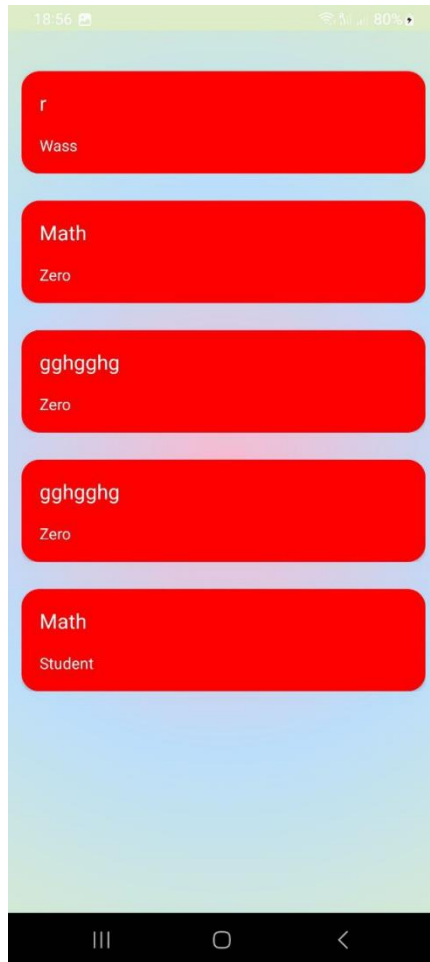 18:56
80%
r
Wass
Math
Zero
gghgghg
Zero
gghgghg
Zero
Math
Student